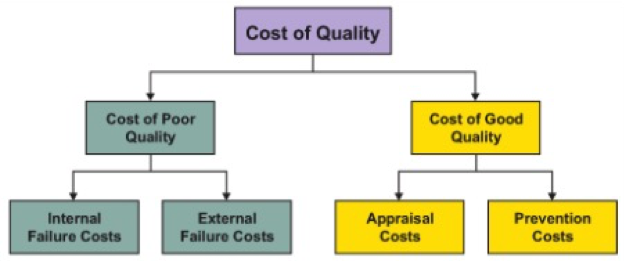 Cost of Quality
Cost of Poor
Quality
Cost of Good
Quality
Internal
Failure Costs
External
Failure Costs
Appraisal
Costs
Prevention
Costs